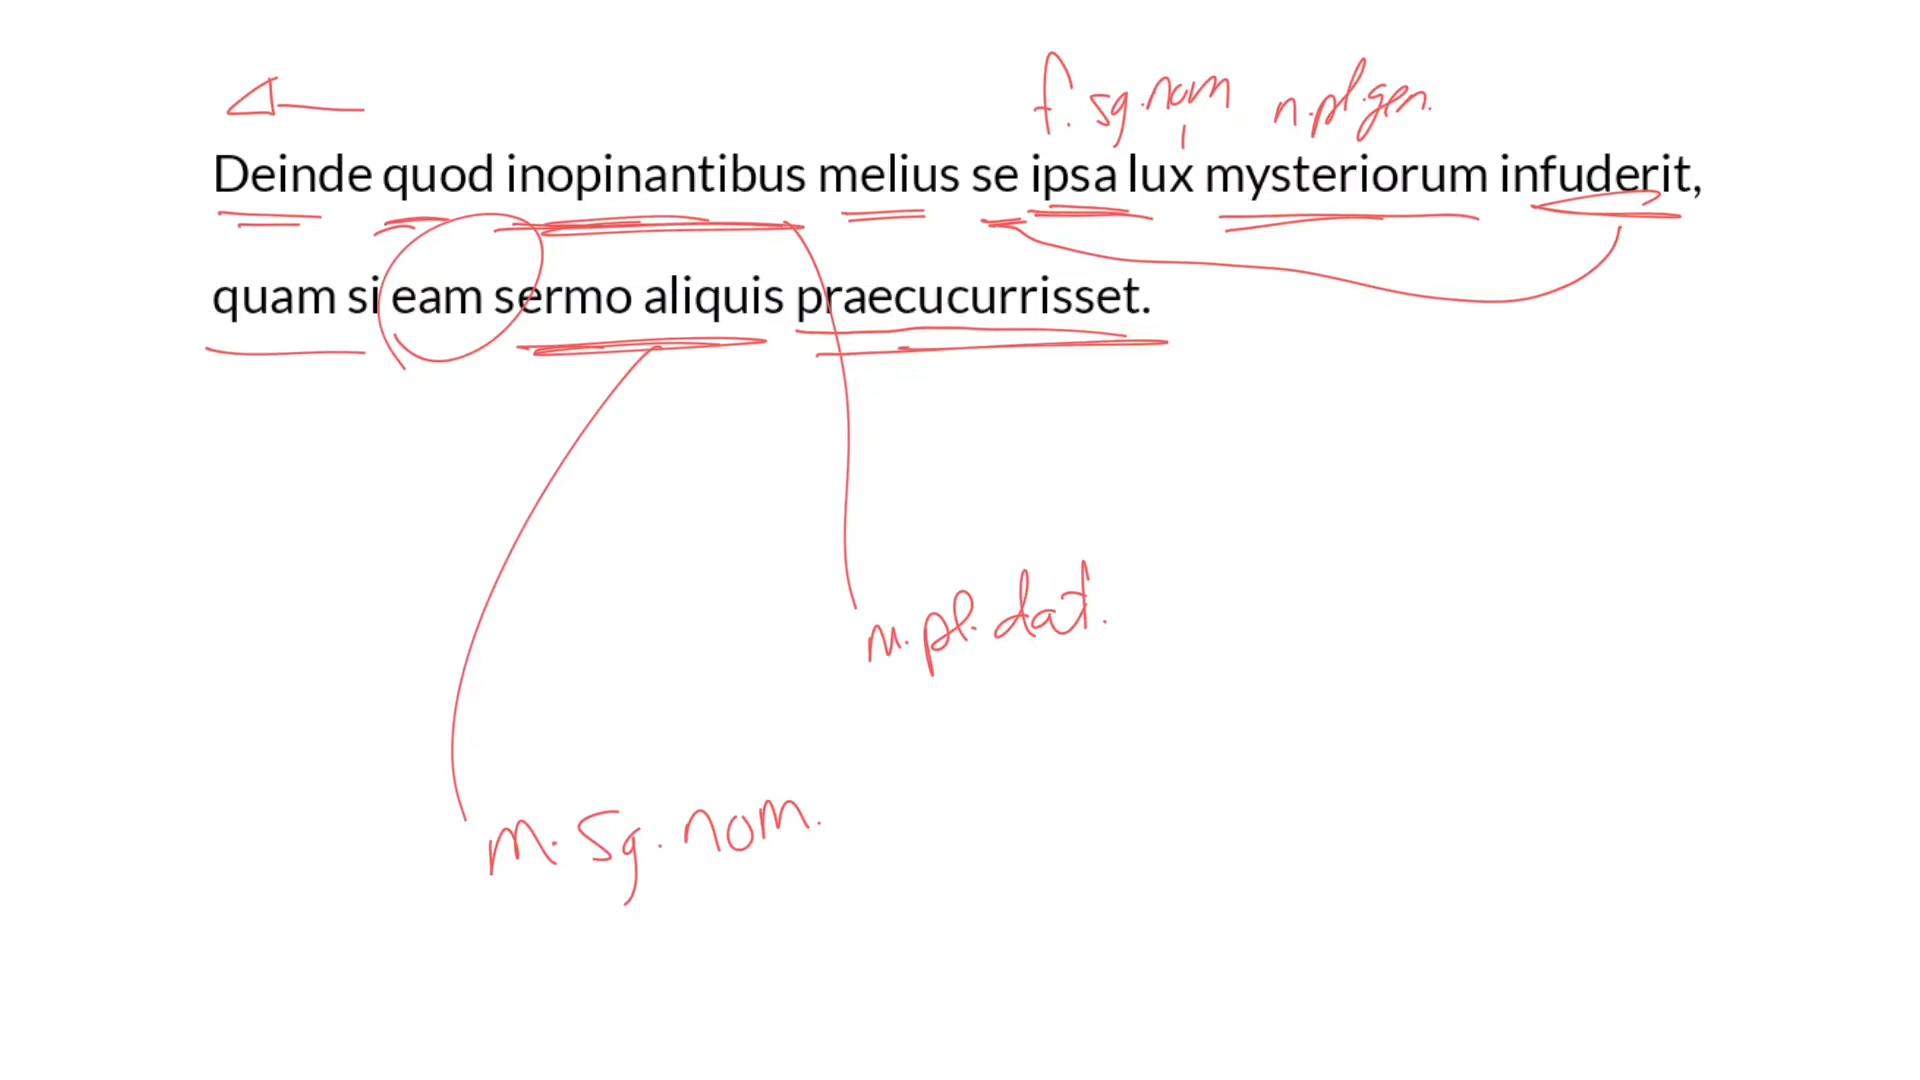 f. sg. nom n.pl.gen.
Deinde quod inopinantibus melius se ipsa lux mysteriorum infuderit,
quam si eam sermo aliquis praecucurrisset.
m. pl. dat.
m. sg. nom.